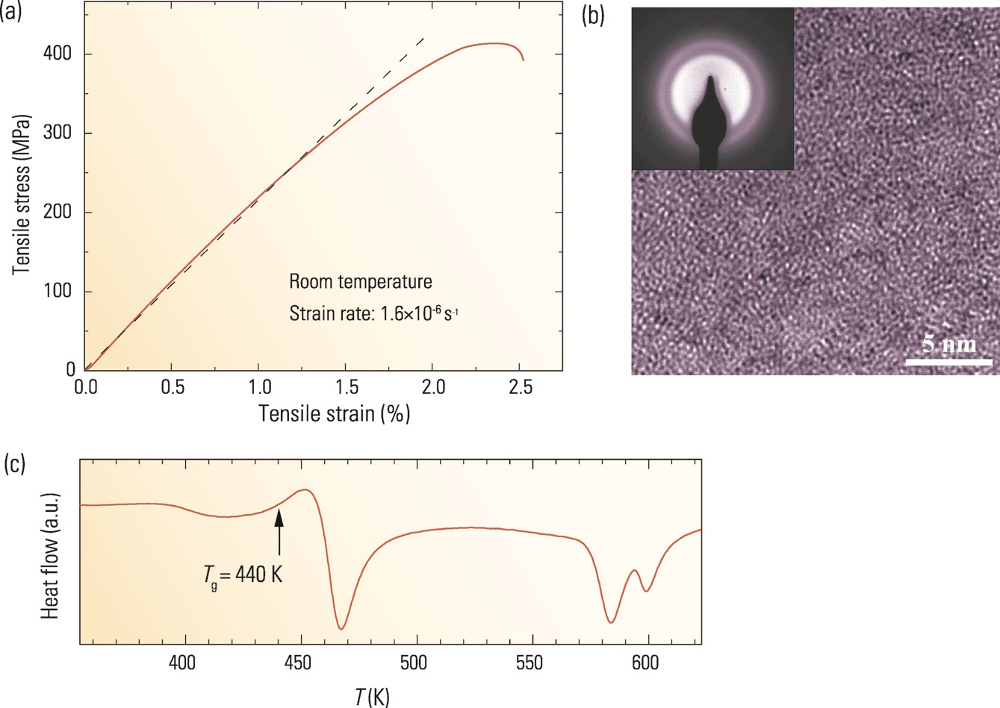 (a)
400
300
200
100
0
Tensile stress (MPa)
Room temperature
Strain rate: 1.6×10⁻⁶ s⁻¹
0.0 0.5 1.0 1.5 2.0 2.5
Tensile strain (%)
(b)
5 nm
(c)
Heat flow (a.u.)
Tg = 440 K
400 450 500 550 600
T (K)